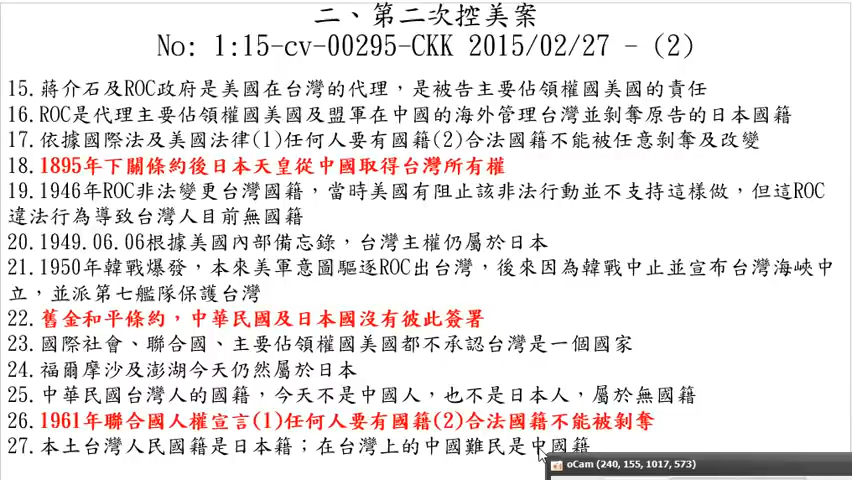 二、第二次控美案
No: 1:15-cv-00295-CKK 2015/02/27 - (2)
15.蔣介石及ROC政府是美國在台灣的代理，是被告主要佔領權國美國的責任
16.ROC是代理主要佔領權國美國及盟軍在中國的海外管理台灣並剝奪原告的日本國籍
17.依據國際法及美國法律(1)任何人要有國籍(2)合法國籍不能被任意剝奪及改變
18.1895年下關條約後日本天皇從中國取得台灣所有權
19.1946年ROC非法變更台灣國籍，當時美國有阻止該非法行動並不支持這樣做，但這ROC
違法行為導致台灣人目前無國籍
20.1949.06.06根據美國內部備忘錄，台灣主權仍屬於日本
21.1950年韓戰爆發，本來美軍意圖驅逐ROC出台灣，後來因為韓戰中止並宣布台灣海峽中
立，並派第七艦隊保護台灣
22.舊金和平條約，中華民國及日本國沒有彼此簽署
23.國際社會、聯合國、主要佔領權國美國都不承認台灣是一個國家
24.福爾摩沙及澎湖今天仍然屬於日本
25.中華民國台灣人的國籍，今天不是中國人，也不是日本人，屬於無國籍
26.1961年聯合國人權宣言(1)任何人要有國籍(2)合法國籍不能被剝奪
27.本土台灣人民國籍是日本籍；在台灣上的中國難民是中國籍
oCam (240, 155, 1017, 573)